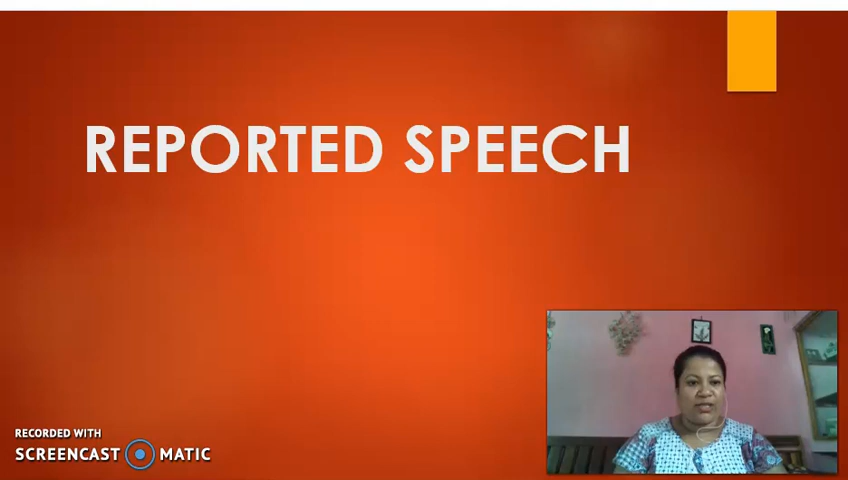 REPORTED SPEECH
RECORDED WITH
SCREENCAST MATIC